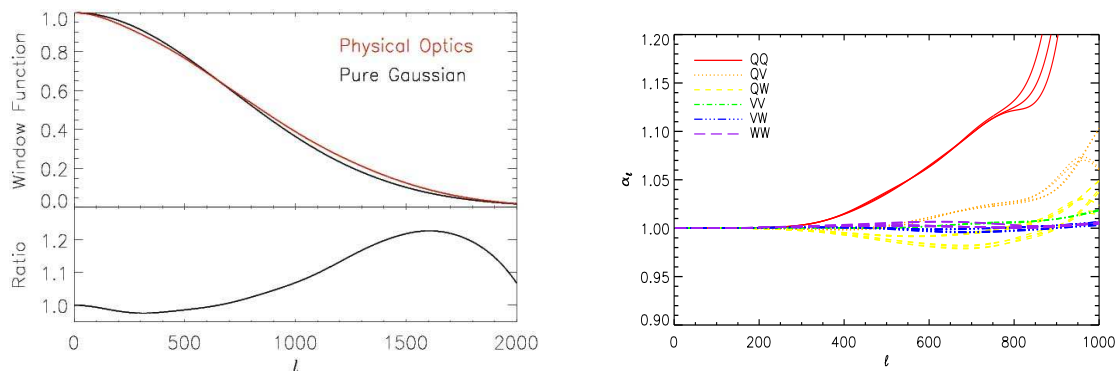 1.0
0.8
0.6
0.4
0.2
0.0
Window Function
Physical Optics
Pure Gaussian
1.2
1.1
1.0
Ratio
0 500 1000 1500 2000
l
1.20
1.15
1.10
1.05
1.00
0.95
0.90
αℓ
QQ
QV
QW
VV
VW
WW
0 200 400 600 800 1000
ℓ